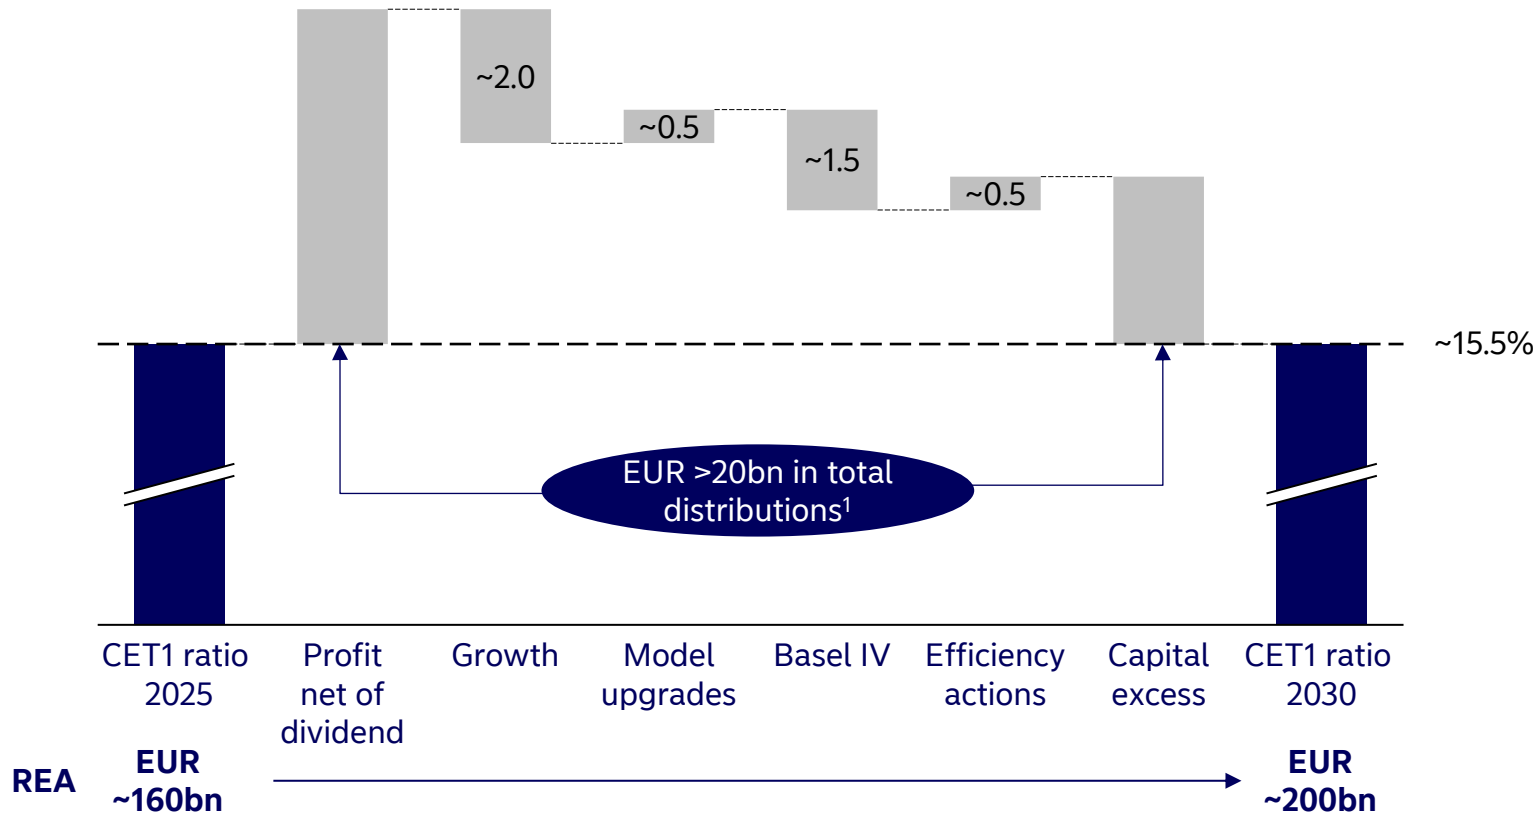 ~2.0
~0.5
~1.5
~0.5
~15.5%
EUR >20bn in total
distributions¹
CET1 ratio
2025
Profit
net of
dividend
Growth
Model
upgrades
Basel IV
Efficiency
actions
Capital
excess
CET1 ratio
2030
REA
EUR
~160bn
EUR
~200bn